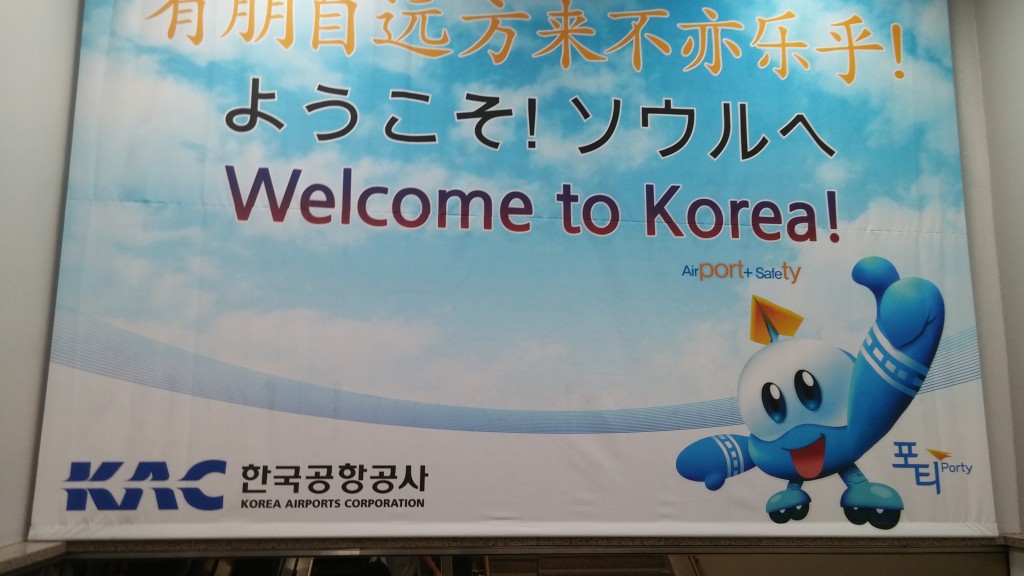 有朋自远方来不亦乐乎!
ようこそ! ソウルへ
Welcome to Korea!
Airport+ Safety
KAC 한국공항공사
KOREA AIRPORTS CORPORATION
포티 Porty